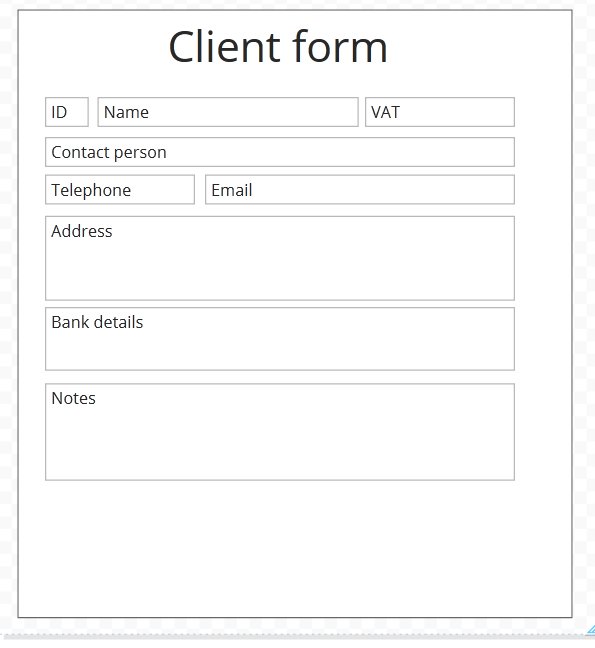 Client form
ID Name VAT
Contact person
Telephone Email
Address
Bank details
Notes